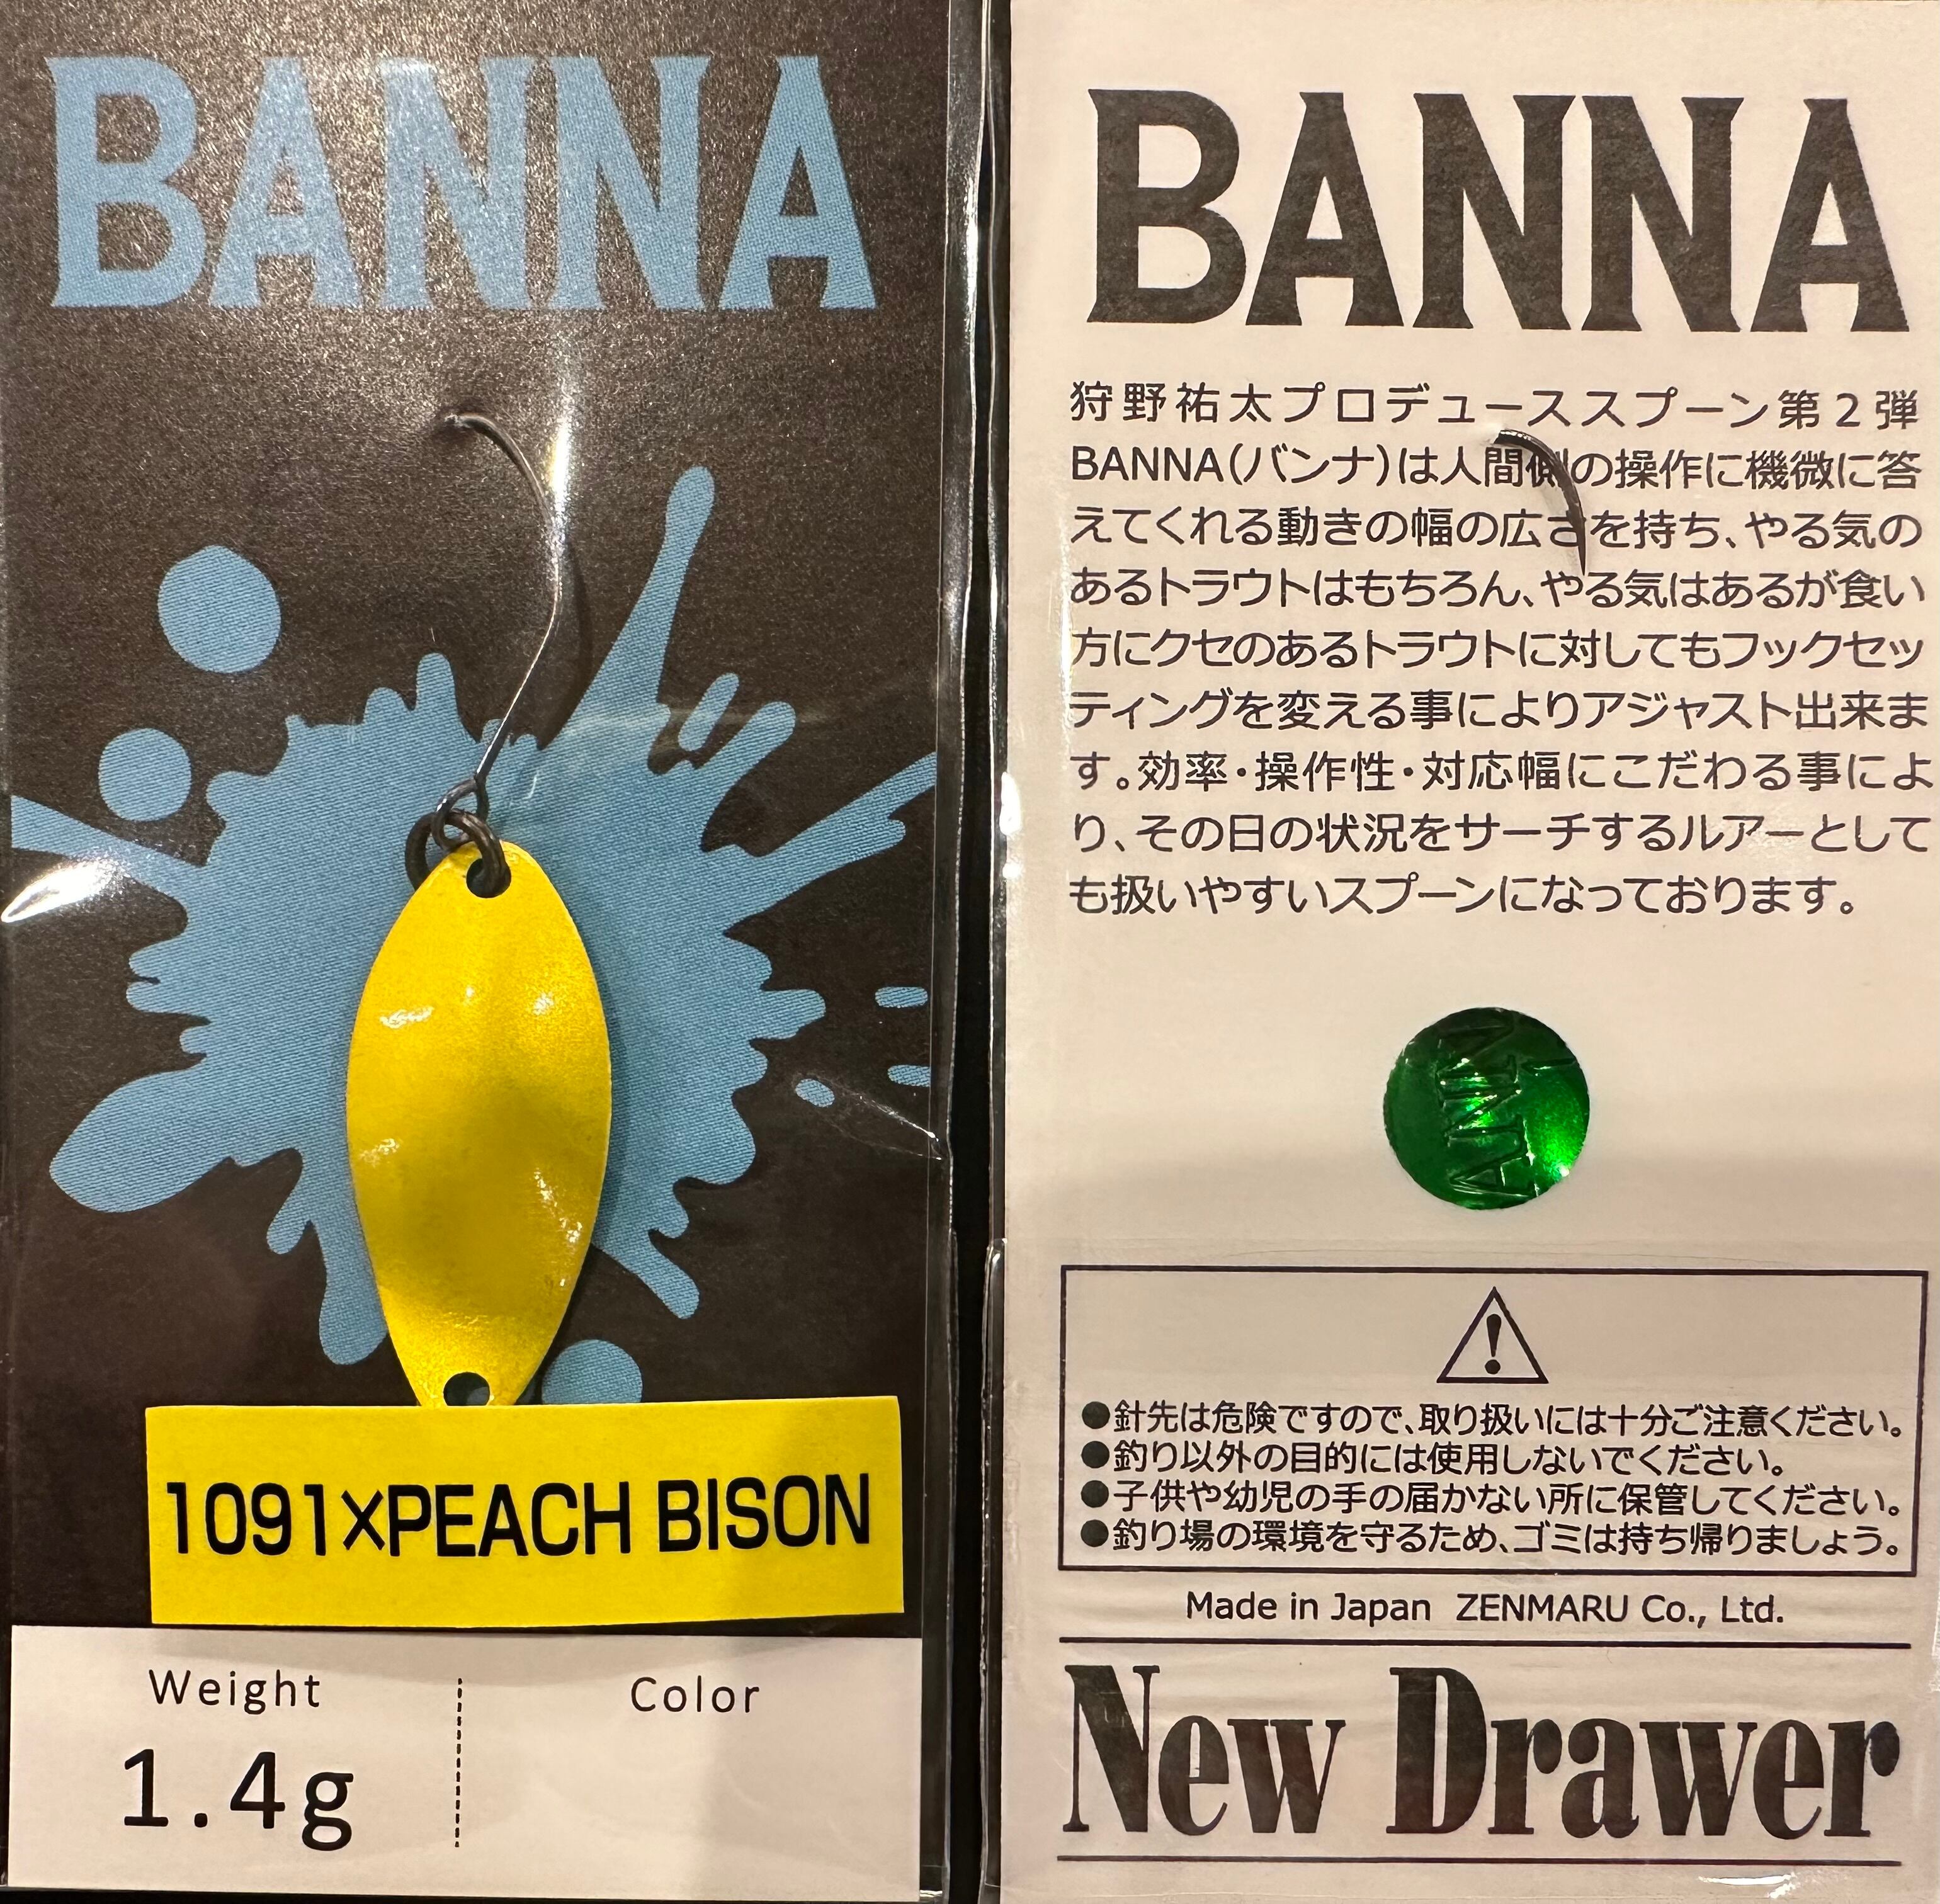 BANNA
1091×PEACH BISON
Weight
1.4g
Color
BANNA
狩野祐太プロデューススプーン第2弾
BANNA(バンナ)は人間側の操作に機微に答
えてくれる動きの幅の広さを持ち、やる気の
あるトラウトはもちろん、やる気はあるが食い
方にクセのあるトラウトに対してもフックセッ
ティングを変える事によりアジャスト出来ま
す。効率・操作性・対応幅にこだわる事によ
り、その日の状況をサーチするルアーとして
も扱いやすいスプーンになっております。
●針先は危険ですので、取り扱いには十分ご注意ください。
●釣り以外の目的には使用しないでください。
●子供や幼児の手の届かない所に保管してください。
●釣り場の環境を守るため、ゴミは持ち帰りましょう。
Made in Japan ZENMARU Co., Ltd.
New Drawer